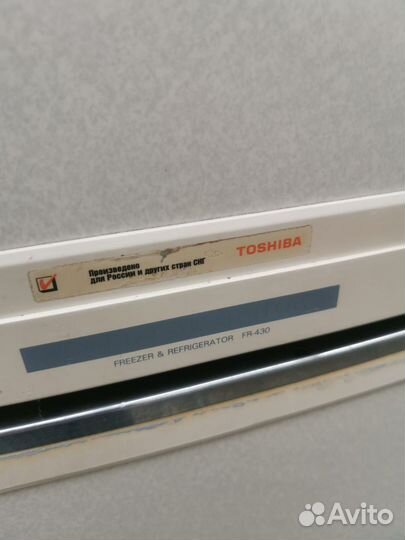 Произведено
для России и других стран СНГ
TOSHIBA
FREEZER & REFRIGERATOR FR-430
Avito